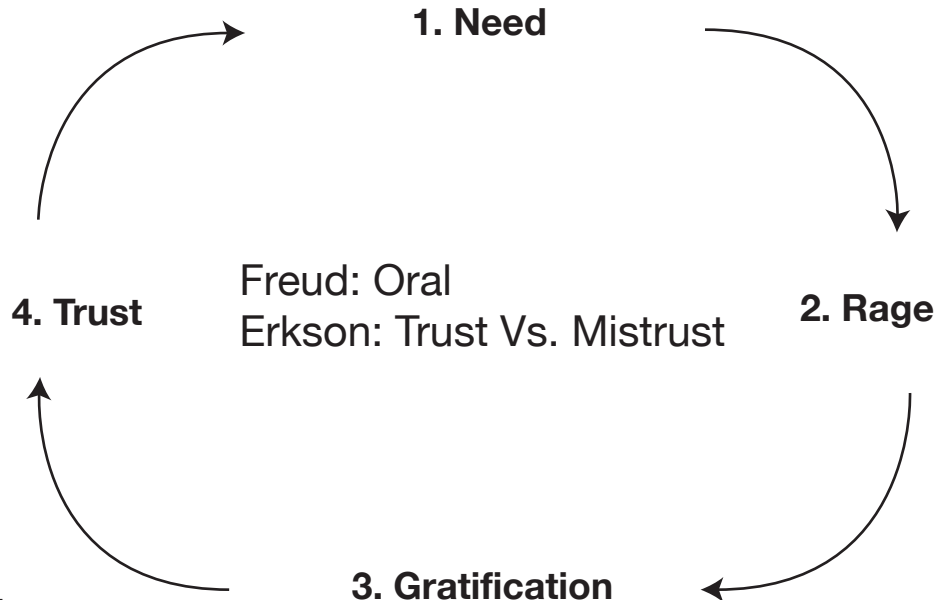 1. Need
Freud: Oral
4. Trust
2. Rage
Erkson: Trust Vs. Mistrust
3. Gratification